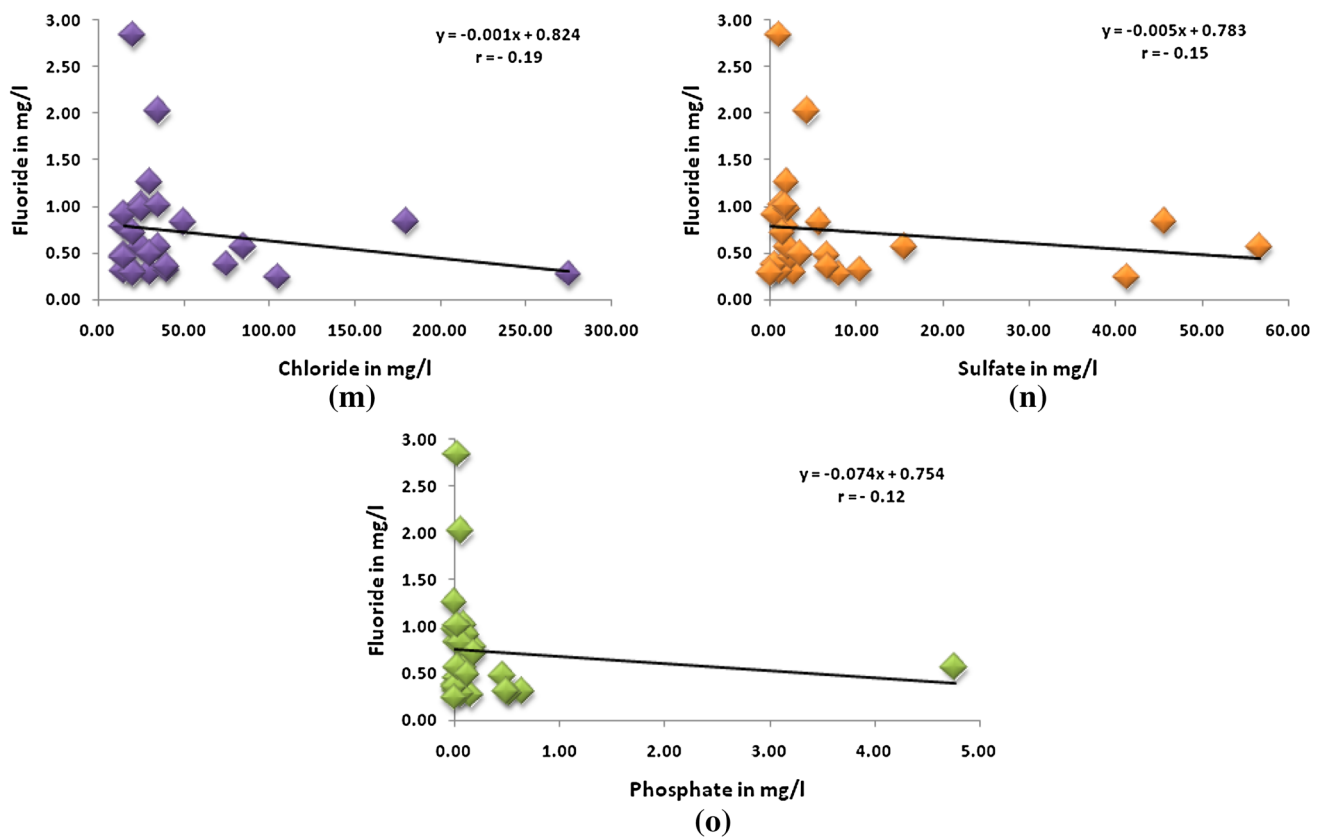 3.00
2.50
2.00
1.50
1.00
0.50
0.00
Fluoride in mg/l
y = -0.001x + 0.824
r = - 0.19
0.00 50.00 100.00 150.00 200.00 250.00 300.00
Chloride in mg/l
(m)
3.00
2.50
2.00
1.50
1.00
0.50
0.00
Fluoride in mg/l
y = -0.005x + 0.783
r = - 0.15
0.00 10.00 20.00 30.00 40.00 50.00 60.00
Sulfate in mg/l
(n)
3.00
2.50
2.00
1.50
1.00
0.50
0.00
Fluoride in mg/l
y = -0.074x + 0.754
r = - 0.12
0.00 1.00 2.00 3.00 4.00 5.00
Phosphate in mg/l
(o)